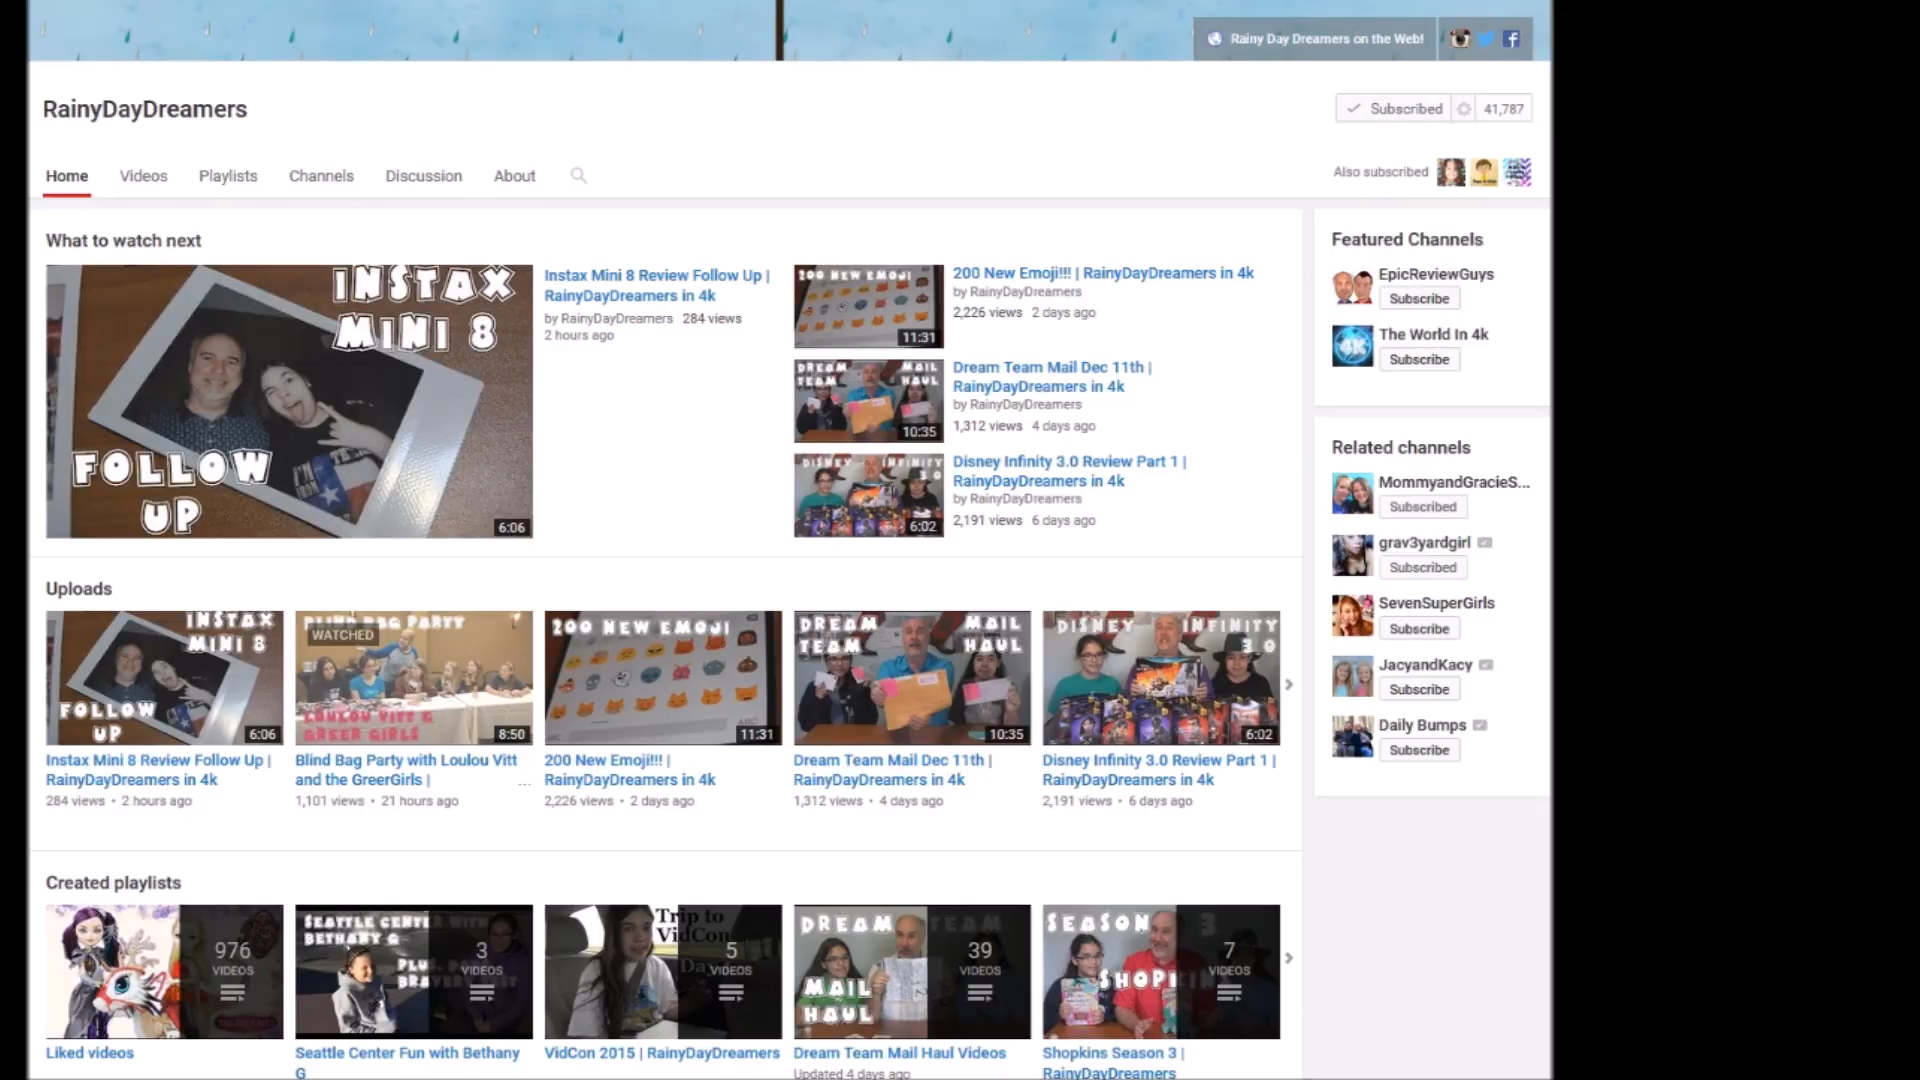 Rainy Day Dreamers on the Web!
RainyDayDreamers
Subscribed
41,787
Home
Videos
Playlists
Channels
Discussion
About
Also subscribed
What to watch next
INSTAX
MINI 8
FOLLOW
UP
6:06
Instax Mini 8 Review Follow Up |
RainyDayDreamers in 4k
by RainyDayDreamers 284 views
2 hours ago
200 NEW EMOJI
11:31
200 New Emoji!!! | RainyDayDreamers in 4k
by RainyDayDreamers
2,226 views 2 days ago
DREAM MAIL
TEAM HAUL
10:35
Dream Team Mail Dec 11th |
RainyDayDreamers in 4k
by RainyDayDreamers
1,312 views 4 days ago
DISNEY INFINITY
3.0
6:02
Disney Infinity 3.0 Review Part 1 |
RainyDayDreamers in 4k
by RainyDayDreamers
2,191 views 6 days ago
Featured Channels
EpicReviewGuys
Subscribe
4K
The World In 4k
Subscribe
Related channels
MommyandGracieS...
Subscribed
grav3yardgirl
Subscribed
SevenSuperGirls
Subscribe
JacyandKacy
Subscribe
Daily Bumps
Subscribe
Uploads
INSTAX
MINI 8
FOLLOW
UP
6:06
Instax Mini 8 Review Follow Up |
RainyDayDreamers in 4k
284 views • 2 hours ago
BLIND BAG PARTY
WATCHED
LOULOU VITT &
GREER GIRLS
8:50
Blind Bag Party with Loulou Vitt
and the GreerGirls | ...
1,101 views • 21 hours ago
200 NEW EMOJI
11:31
200 New Emoji!!! |
RainyDayDreamers in 4k
2,226 views • 2 days ago
DREAM MAIL
TEAM HAUL
10:35
Dream Team Mail Dec 11th |
RainyDayDreamers in 4k
1,312 views • 4 days ago
DISNEY INFINITY
3.0
6:02
Disney Infinity 3.0 Review Part 1 |
RainyDayDreamers in 4k
2,191 views • 6 days ago
Created playlists
976
VIDEOS
Liked videos
SEATTLE CENTER WITH
BETHANY G
PLUS
3
VIDEOS
Seattle Center Fun with Bethany
G
Trip to
VidCon
Da
5
VIDEOS
VidCon 2015 | RainyDayDreamers
DREAM TEAM
MAIL
HAUL
39
VIDEOS
Dream Team Mail Haul Videos
Updated 4 days ago
SEASON 3
SHOPKIN
7
VIDEOS
Shopkins Season 3 |
RainyDayDreamers